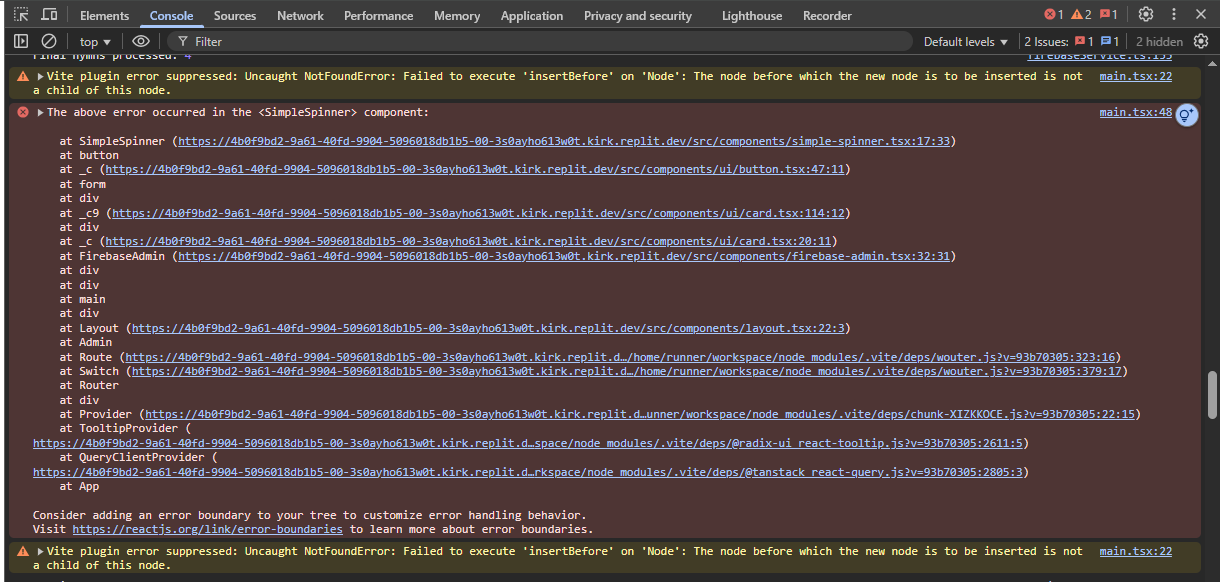 Elements Console Sources Network Performance Memory Application Privacy and security Lighthouse Recorder 1 2 1
top Filter Default levels 2 Issues: 1 1 2 hidden
Final hymns processed: 4 firebaseService.ts:155
Vite plugin error suppressed: Uncaught NotFoundError: Failed to execute 'insertBefore' on 'Node': The node before which the new node is to be inserted is not main.tsx:22
a child of this node.
The above error occurred in the <SimpleSpinner> component: main.tsx:48
at SimpleSpinner (https://4b0f9bd2-9a61-40fd-9904-5096018db1b5-00-3s0ayho613w0t.kirk.replit.dev/src/components/simple-spinner.tsx:17:33)
at button
at _c (https://4b0f9bd2-9a61-40fd-9904-5096018db1b5-00-3s0ayho613w0t.kirk.replit.dev/src/components/ui/button.tsx:47:11)
at form
at div
at _c9 (https://4b0f9bd2-9a61-40fd-9904-5096018db1b5-00-3s0ayho613w0t.kirk.replit.dev/src/components/ui/card.tsx:114:12)
at div
at _c (https://4b0f9bd2-9a61-40fd-9904-5096018db1b5-00-3s0ayho613w0t.kirk.replit.dev/src/components/ui/card.tsx:20:11)
at FirebaseAdmin (https://4b0f9bd2-9a61-40fd-9904-5096018db1b5-00-3s0ayho613w0t.kirk.replit.dev/src/components/firebase-admin.tsx:32:31)
at div
at div
at main
at div
at Layout (https://4b0f9bd2-9a61-40fd-9904-5096018db1b5-00-3s0ayho613w0t.kirk.replit.dev/src/components/layout.tsx:22:3)
at Admin
at Route (https://4b0f9bd2-9a61-40fd-9904-5096018db1b5-00-3s0ayho613w0t.kirk.replit.d…/home/runner/workspace/node_modules/.vite/deps/wouter.js?v=93b70305:323:16)
at Switch (https://4b0f9bd2-9a61-40fd-9904-5096018db1b5-00-3s0ayho613w0t.kirk.replit.d…/home/runner/workspace/node_modules/.vite/deps/wouter.js?v=93b70305:379:17)
at Router
at div
at Provider (https://4b0f9bd2-9a61-40fd-9904-5096018db1b5-00-3s0ayho613w0t.kirk.replit.d…unner/workspace/node_modules/.vite/deps/chunk-XIZKKOCE.js?v=93b70305:22:15)
at TooltipProvider (
https://4b0f9bd2-9a61-40fd-9904-5096018db1b5-00-3s0ayho613w0t.kirk.replit.d…space/node_modules/.vite/deps/@radix-ui_react-tooltip.js?v=93b70305:2611:5)
at QueryClientProvider (
https://4b0f9bd2-9a61-40fd-9904-5096018db1b5-00-3s0ayho613w0t.kirk.replit.d…rkspace/node_modules/.vite/deps/@tanstack_react-query.js?v=93b70305:2805:3)
at App
Consider adding an error boundary to your tree to customize error handling behavior.
Visit https://reactjs.org/link/error-boundaries to learn more about error boundaries.
Vite plugin error suppressed: Uncaught NotFoundError: Failed to execute 'insertBefore' on 'Node': The node before which the new node is to be inserted is not main.tsx:22
a child of this node.